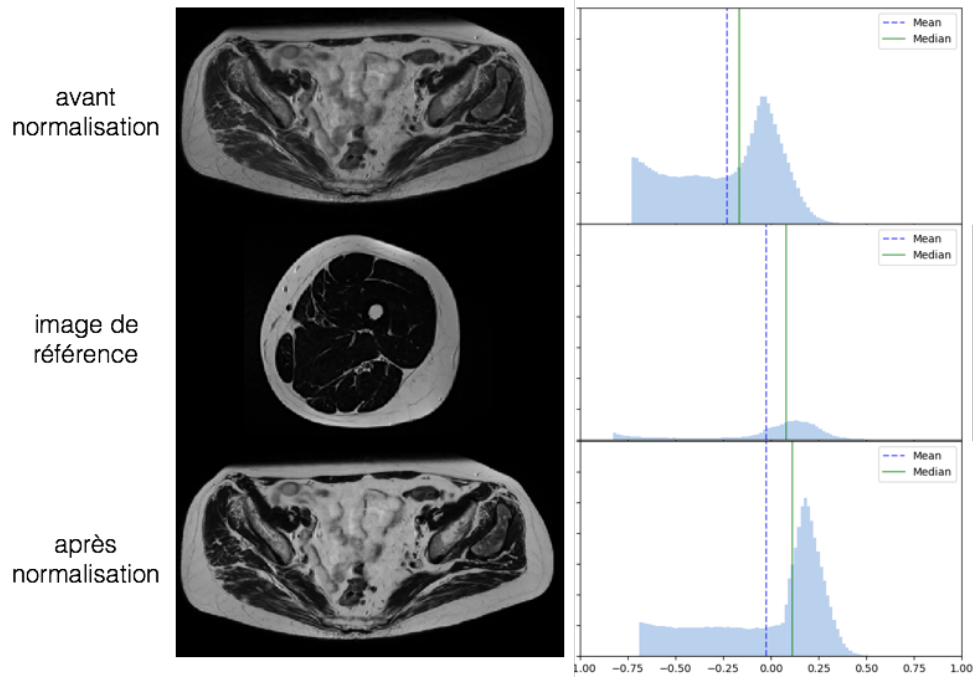 avant
normalisation
Mean
Median
image de
référence
Mean
Median
après
normalisation
Mean
Median
1.00 −0.75 −0.50 −0.25 0.00 0.25 0.50 0.75 1.00